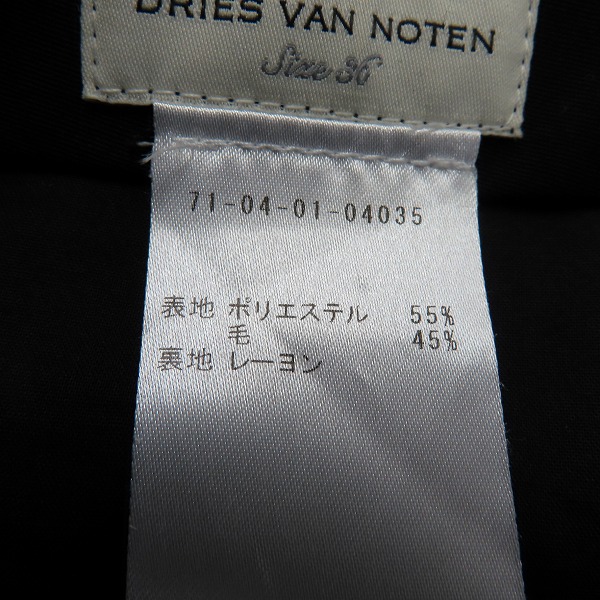 DRIES VAN NOTEN
Size 36
71-04-01-04035
表地 ポリエステル 55%
毛 45%
裏地 レーヨン